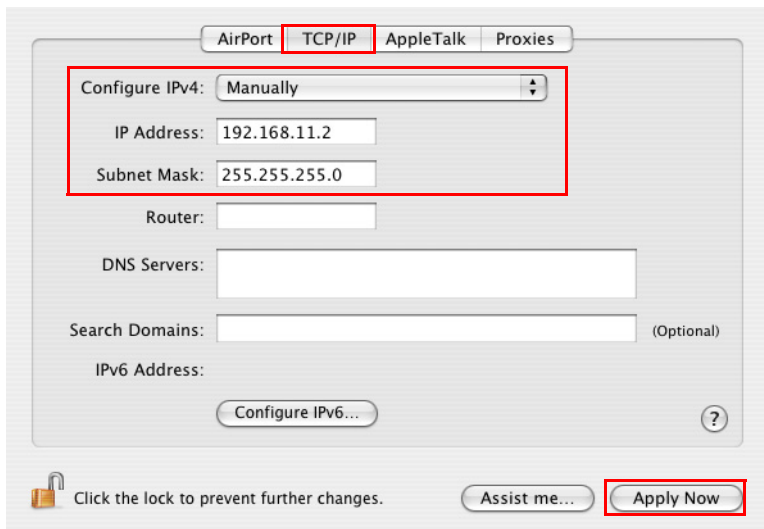 AirPort TCP/IP AppleTalk Proxies
Configure IPv4: Manually
IP Address: 192.168.11.2
Subnet Mask: 255.255.255.0
Router:
DNS Servers:
Search Domains: (Optional)
IPv6 Address:
Configure IPv6...
?
Click the lock to prevent further changes. Assist me... Apply Now